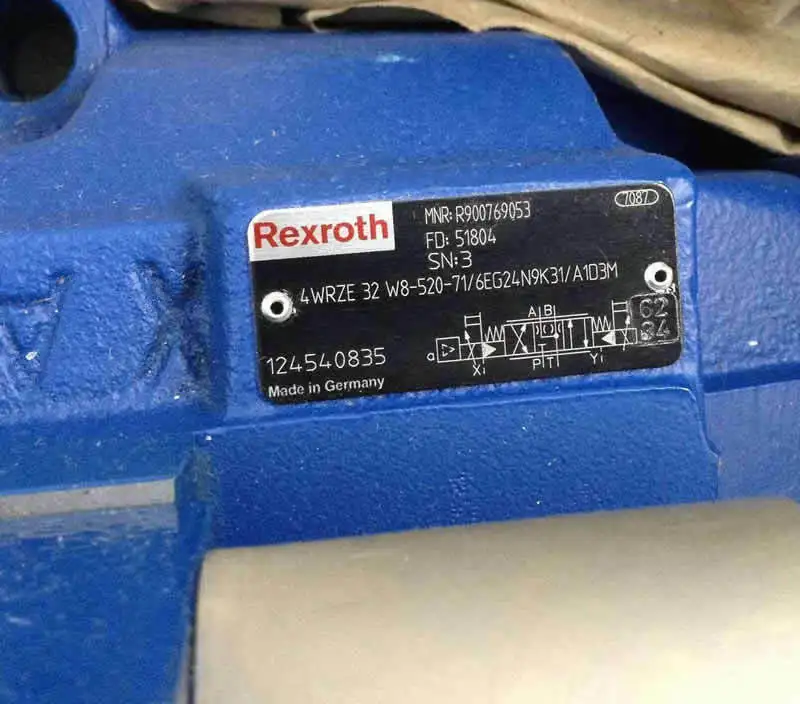 Rexroth
MNR: R900769053
7087
FD: 51804
SN: 3
4WRZE 32 W8-520-71/6EG24N9K31/A1D3M
A B
62
34
a
X
P T
Y
124540835
Made in Germany